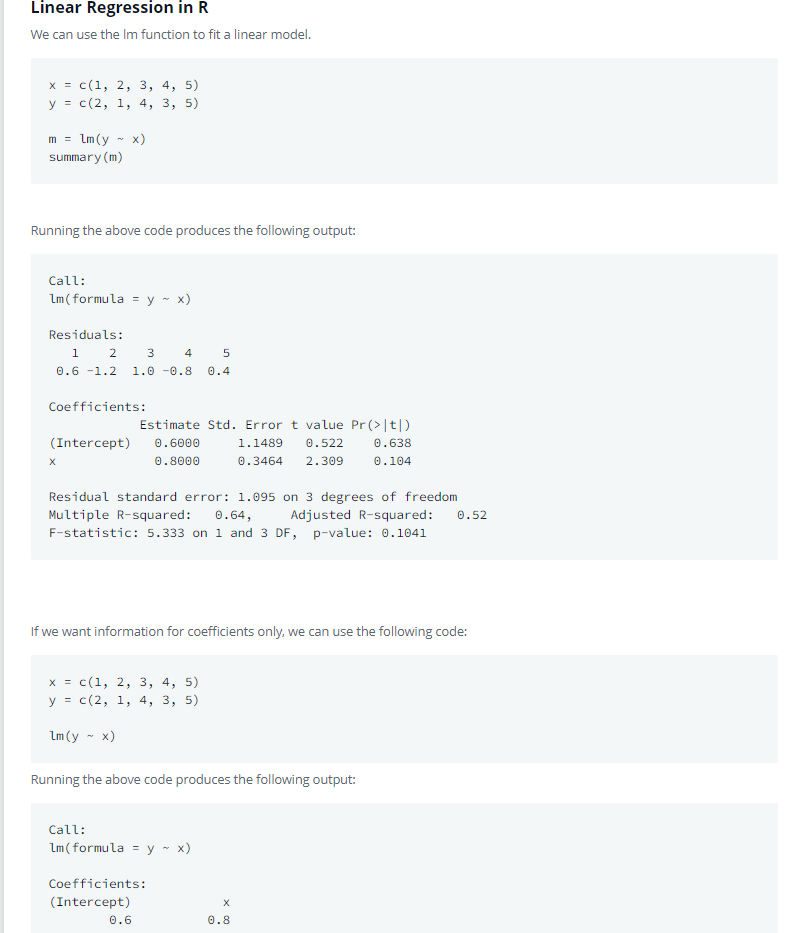 Linear Regression in R
We can use the lm function to fit a linear model.
x = c(1, 2, 3, 4, 5)
y = c(2, 1, 4, 3, 5)
m = lm(y ~ x)
summary(m)
Running the above code produces the following output:
Call:
lm(formula = y ~ x)
Residuals:
1 2 3 4 5
0.6 -1.2 1.0 -0.8 0.4
Coefficients:
Estimate Std. Error t value Pr(>|t|)
(Intercept) 0.6000 1.1489 0.522 0.638
x 0.8000 0.3464 2.309 0.104
Residual standard error: 1.095 on 3 degrees of freedom
Multiple R-squared: 0.64, Adjusted R-squared: 0.52
F-statistic: 5.333 on 1 and 3 DF, p-value: 0.1041
If we want information for coefficients only, we can use the following code:
x = c(1, 2, 3, 4, 5)
y = c(2, 1, 4, 3, 5)
lm(y ~ x)
Running the above code produces the following output:
Call:
lm(formula = y ~ x)
Coefficients:
(Intercept) x
0.6 0.8